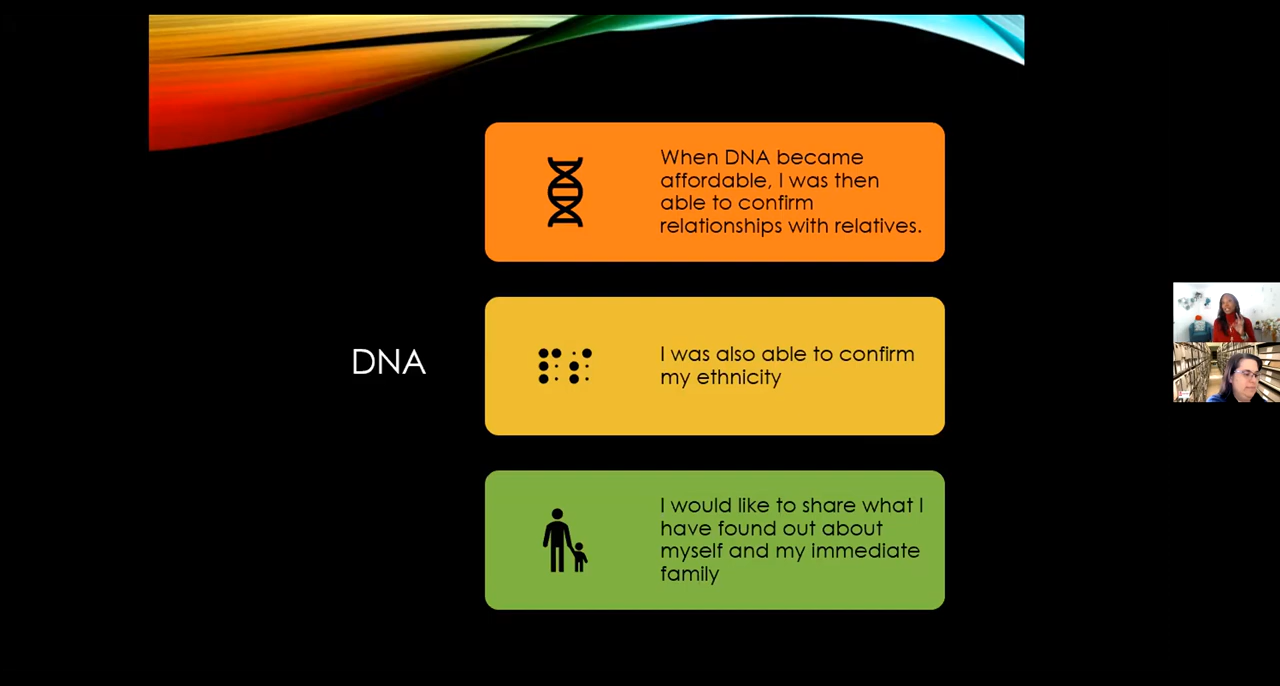 DNA
When DNA became
affordable, I was then
able to confirm
relationships with relatives.
I was also able to confirm
my ethnicity
I would like to share what I
have found out about
myself and my immediate
family